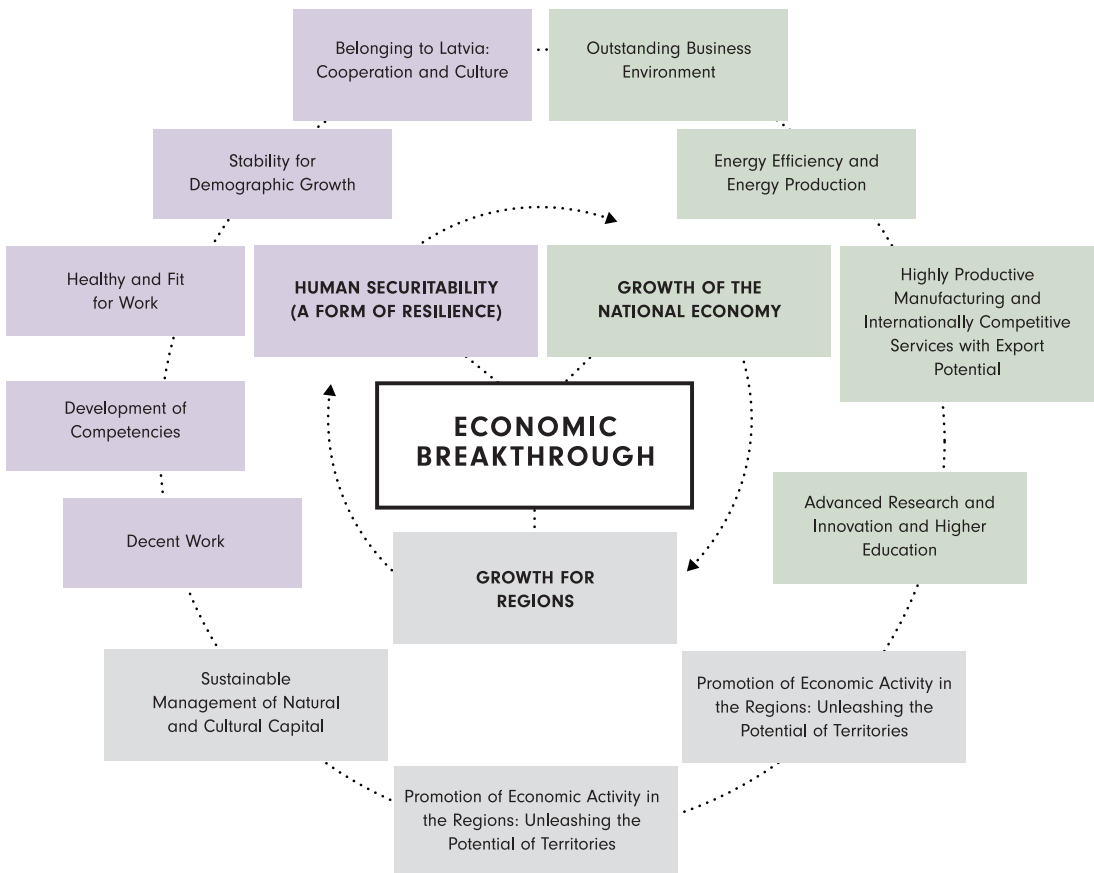 Belonging to Latvia:
Cooperation and Culture
Outstanding Business
Environment
Stability for
Demographic Growth
Energy Efficiency and
Energy Production
Healthy and Fit
for Work
HUMAN SECURITABILITY
(A FORM OF RESILIENCE)
GROWTH OF THE
NATIONAL ECONOMY
Highly Productive
Manufacturing and
Internationally Competitive
Services with Export
Potential
Development of
Competencies
ECONOMIC
BREAKTHROUGH
Decent Work
Advanced Research and
Innovation and Higher
Education
GROWTH FOR
REGIONS
Sustainable
Management of Natural
and Cultural Capital
Promotion of Economic Activity in
the Regions: Unleashing the
Potential of Territories
Promotion of Economic Activity in
the Regions: Unleashing the
Potential of Territories